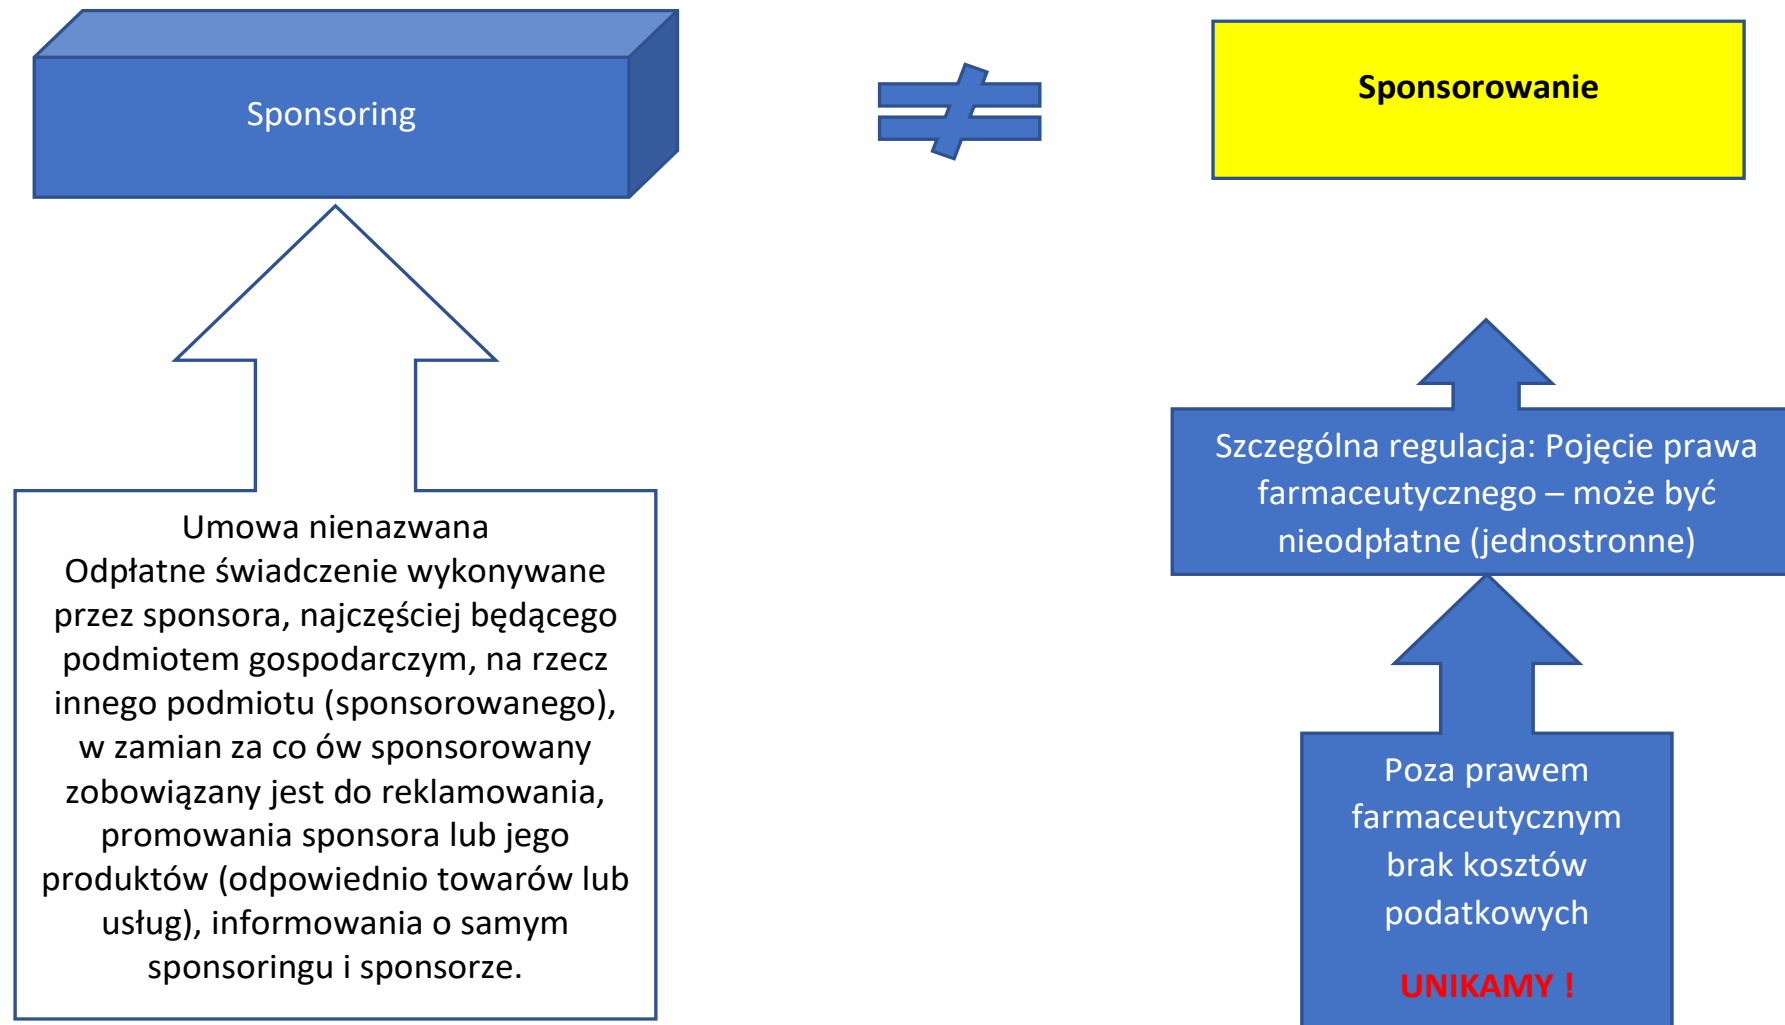 Sponsoring
Sponsorowanie
Umowa nienazwana
Odpłatne świadczenie wykonywane
przez sponsora, najczęściej będącego
podmiotem gospodarczym, na rzecz
innego podmiotu (sponsorowanego),
w zamian za co ów sponsorowany
zobowiązany jest do reklamowania,
promowania sponsora lub jego
produktów (odpowiednio towarów lub
usług), informowania o samym
sponsoringu i sponsorze.
Szczególna regulacja: Pojęcie prawa
farmaceutycznego – może być
nieodpłatne (jednostronne)
Poza prawem
farmaceutycznym
brak kosztów
podatkowych
UNIKAMY !